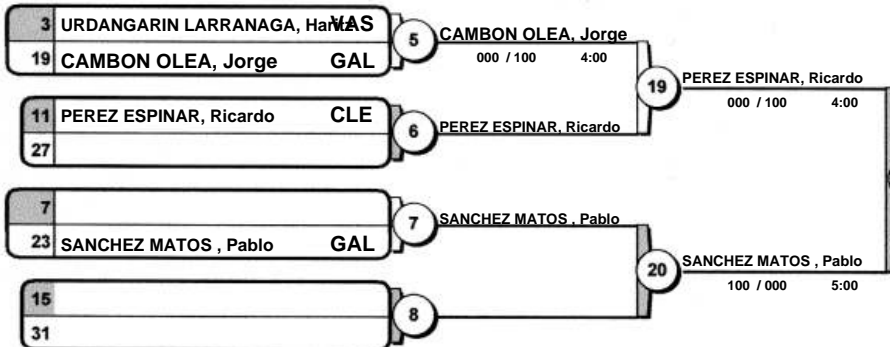 3 URDANGARIN LARRANAGA, Haritz VAS
19 CAMBON OLEA, Jorge GAL
5 CAMBON OLEA, Jorge
000 / 100 4:00
11 PEREZ ESPINAR, Ricardo CLE
27
6 PEREZ ESPINAR, Ricardo
19 PEREZ ESPINAR, Ricardo
000 / 100 4:00
7
23 SANCHEZ MATOS , Pablo GAL
7 SANCHEZ MATOS , Pablo
15
31
8
20 SANCHEZ MATOS , Pablo
100 / 000 5:00